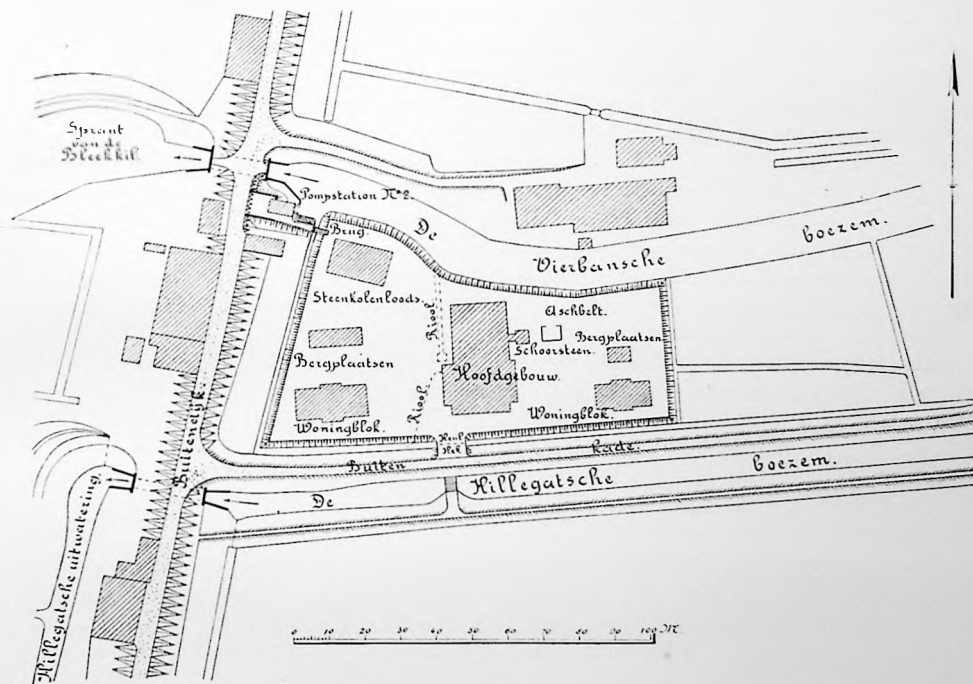 Spruit
van de
Bleekkil.
Pompstation No 2.
Brug.
De
Vierbansche
boezem.
Steenkolenloods.
Riool
Aschbelt.
Bergplaatsen
Bergplaatsen
Schoorsteen.
Hoofdgebouw.
Riool
Woningblok.
Woningblok.
Hek
Buitendijk.
Buiten
kade.
De
Hillegatsche
boezem.
Hillegatsche uitwatering.
0 10 20 30 40 50 60 70 80 90 100 M.